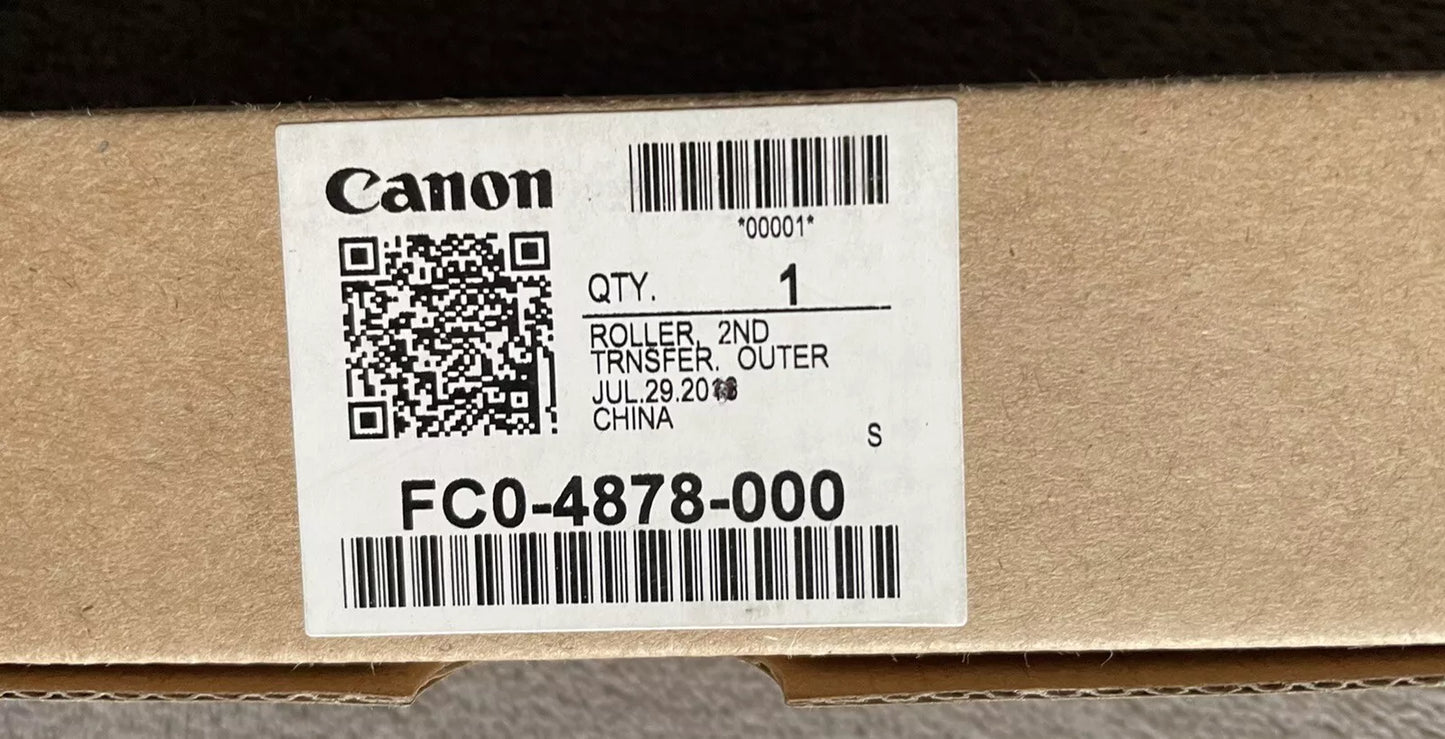 Canon
*00001*
QTY. 1
ROLLER, 2ND
TRNSFER. OUTER
CHINA
S
FC0-4878-000